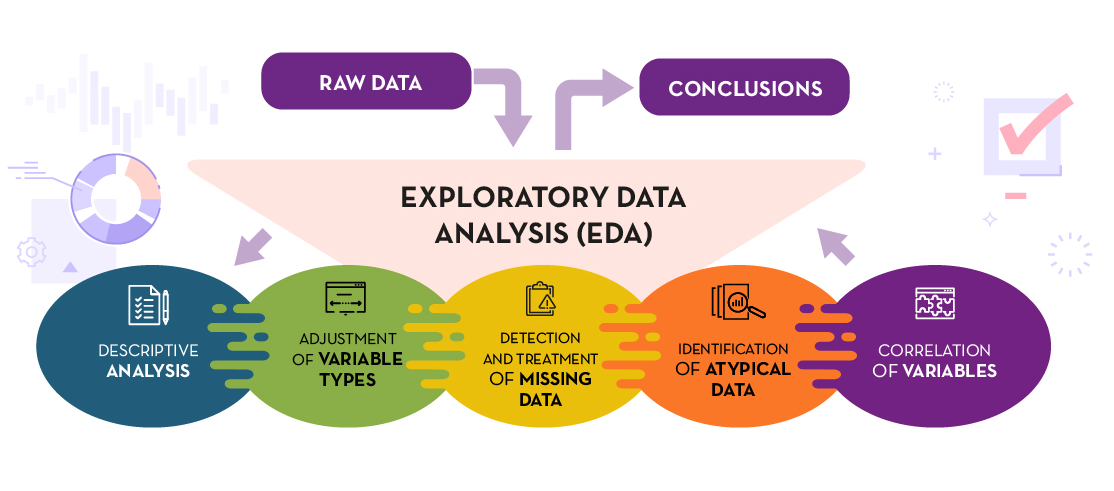 RAW DATA
CONCLUSIONS
EXPLORATORY DATA
ANALYSIS (EDA)
DESCRIPTIVE
ANALYSIS
ADJUSTMENT
OF VARIABLE
TYPES
DETECTION
AND TREATMENT
OF MISSING
DATA
IDENTIFICATION
OF ATYPICAL
DATA
CORRELATION
OF VARIABLES